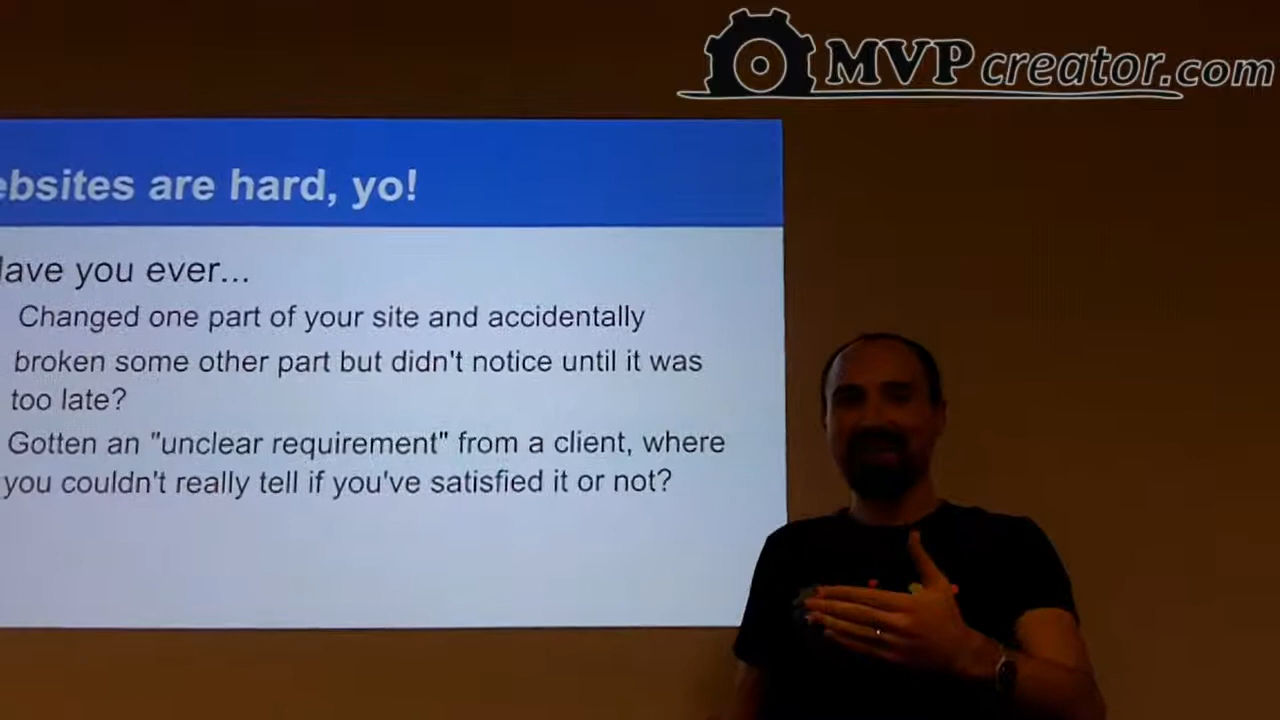 MVPcreator.com
ebsites are hard, yo!
ave you ever...
Changed one part of your site and accidentally
broken some other part but didn't notice until it was
too late?
Gotten an "unclear requirement" from a client, where
you couldn't really tell if you've satisfied it or not?